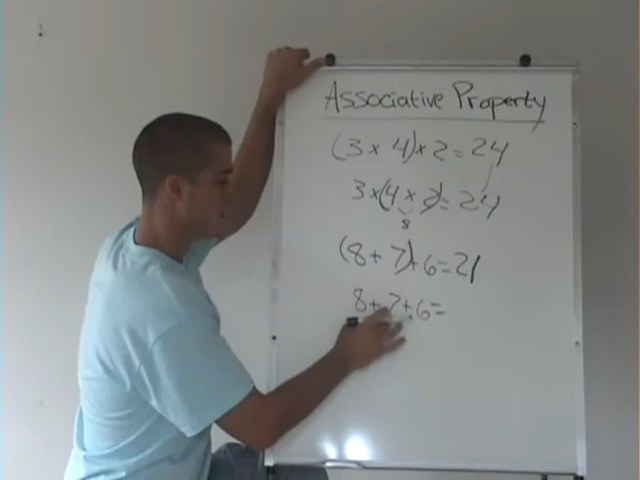 Associative Property
(3 x 4) x 2 = 24
3 x (4 x 2) = 24
8
(8 + 7) + 6 = 21
8 + 7 + 6 =